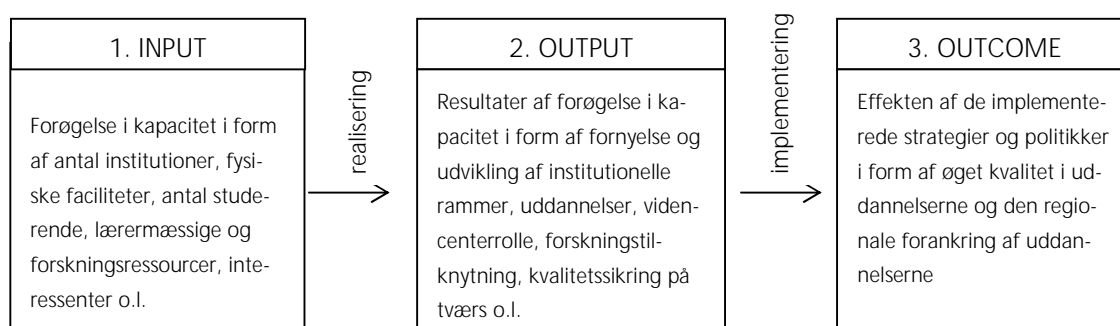 1. INPUT
Forøgelse i kapacitet i form
af antal institutioner, fysi-
ske faciliteter, antal stude-
rende, lærermæssige og
forskningsressourcer, inte-
ressenter o.l.
realisering
2. OUTPUT
Resultater af forøgelse i ka-
pacitet i form af fornyelse og
udvikling af institutionelle
rammer, uddannelser, viden-
centerrolle, forskningstil-
knytning, kvalitetssikring på
tværs o.l.
implementering
3. OUTCOME
Effekten af de implemente-
rede strategier og politikker
i form af øget kvalitet i ud-
dannelserne og den regio-
nale forankring af uddan-
nelserne